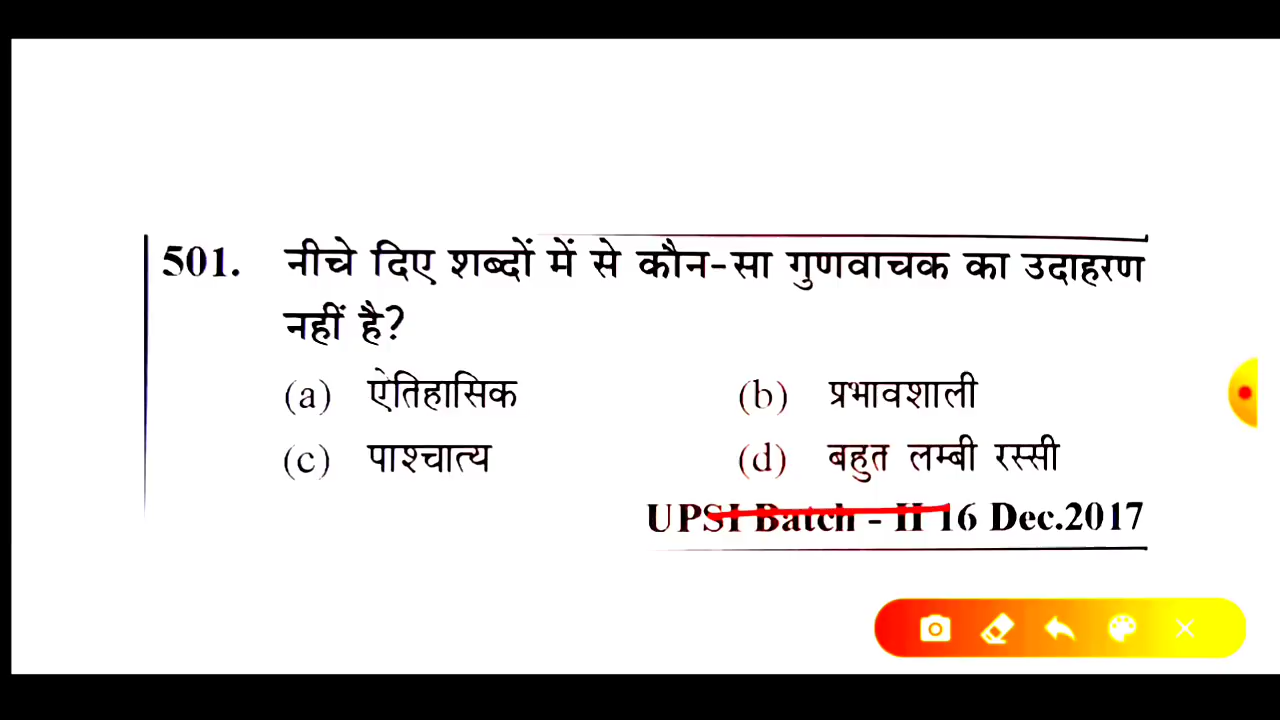 501. नीचे दिए शब्दों में से कौन-सा गुणवाचक का उदाहरण
नहीं है?
(a) ऐतिहासिक (b) प्रभावशाली
(c) पाश्चात्य (d) बहुत लम्बी रस्सी
UPSI Batch - II 16 Dec.2017